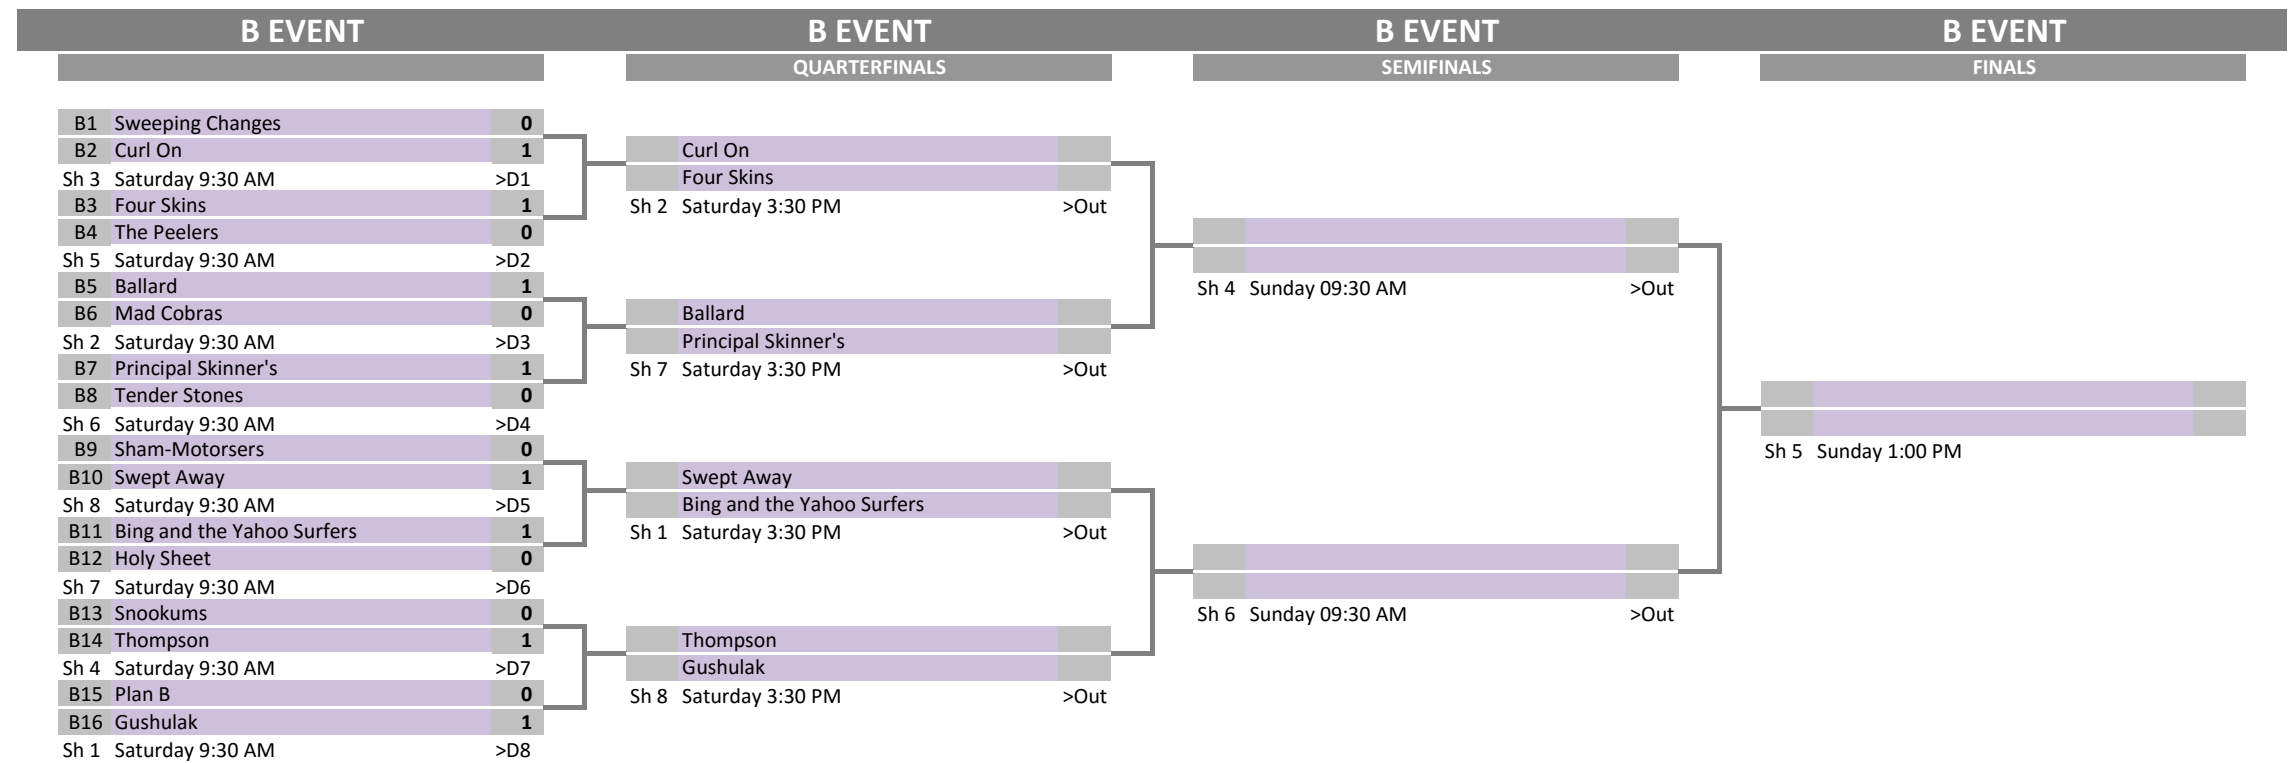 B EVENT B EVENT B EVENT B EVENT
QUARTERFINALS SEMIFINALS FINALS
B1 Sweeping Changes 0
B2 Curl On 1
Sh 3 Saturday 9:30 AM >D1
B3 Four Skins 1
B4 The Peelers 0
Sh 5 Saturday 9:30 AM >D2
B5 Ballard 1
B6 Mad Cobras 0
Sh 2 Saturday 9:30 AM >D3
B7 Principal Skinner's 1
B8 Tender Stones 0
Sh 6 Saturday 9:30 AM >D4
B9 Sham-Motorsers 0
B10 Swept Away 1
Sh 8 Saturday 9:30 AM >D5
B11 Bing and the Yahoo Surfers 1
B12 Holy Sheet 0
Sh 7 Saturday 9:30 AM >D6
B13 Snookums 0
B14 Thompson 1
Sh 4 Saturday 9:30 AM >D7
B15 Plan B 0
B16 Gushulak 1
Sh 1 Saturday 9:30 AM >D8
Curl On
Four Skins
Sh 2 Saturday 3:30 PM >Out
Ballard
Principal Skinner's
Sh 7 Saturday 3:30 PM >Out
Swept Away
Bing and the Yahoo Surfers
Sh 1 Saturday 3:30 PM >Out
Thompson
Gushulak
Sh 8 Saturday 3:30 PM >Out
Sh 4 Sunday 09:30 AM >Out
Sh 6 Sunday 09:30 AM >Out
Sh 5 Sunday 1:00 PM